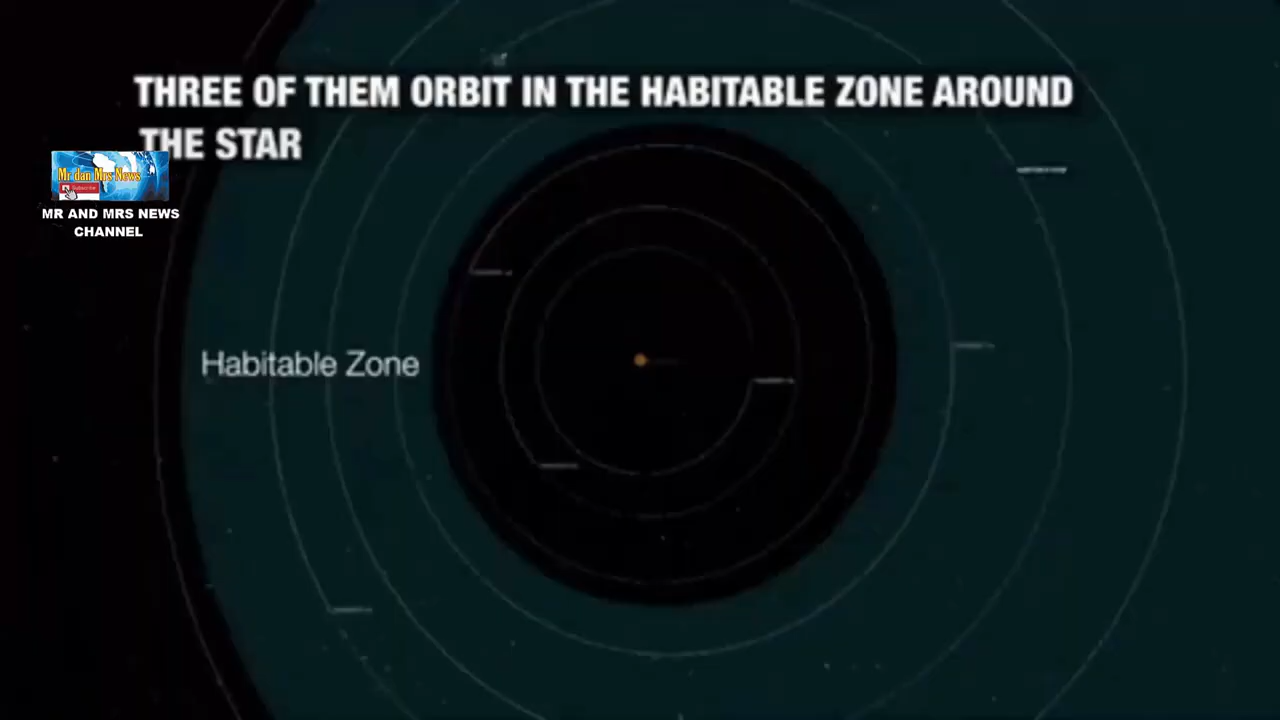 THREE OF THEM ORBIT IN THE HABITABLE ZONE AROUND
THE STAR
Mr dan Mrs News
Subscribe
MR AND MRS NEWS
CHANNEL
Habitable Zone